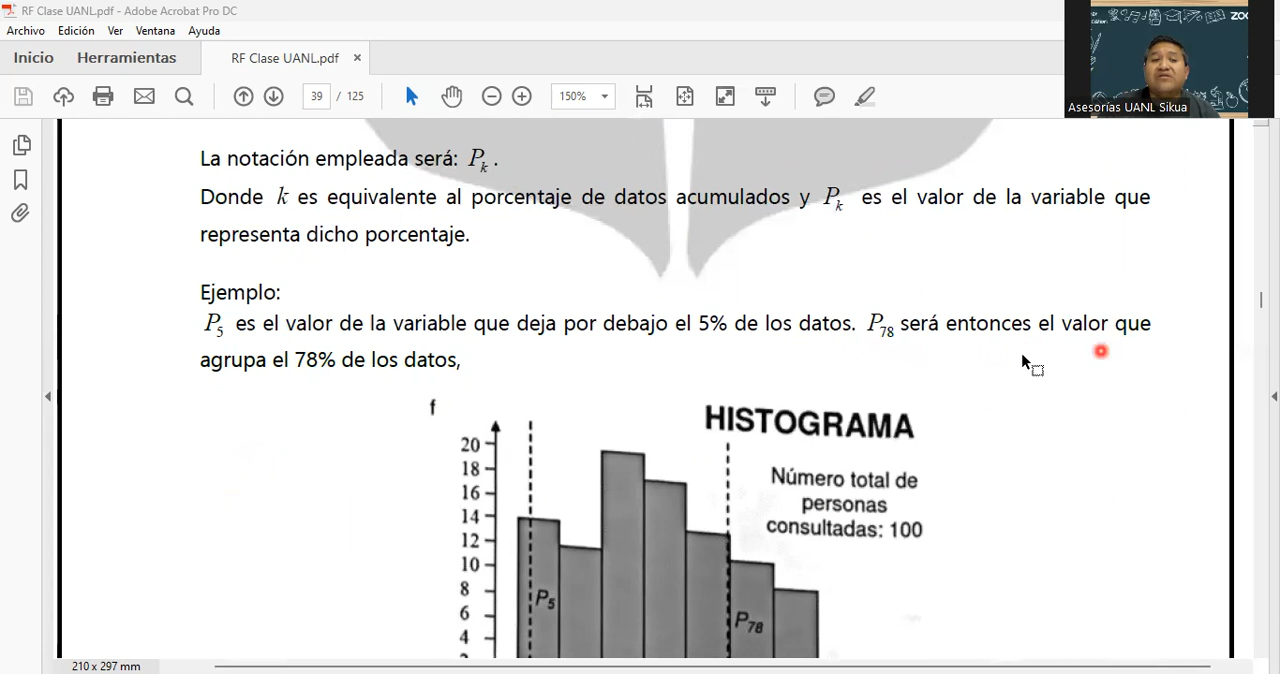 RF Clase UANL.pdf - Adobe Acrobat Pro DC
Archivo Edición Ver Ventana Ayuda
Inicio Herramientas RF Clase UANL.pdf ×
39 / 125 150%
Asesorías UANL Sikua
La notación empleada será: Pk .
Donde k es equivalente al porcentaje de datos acumulados y Pk es el valor de la variable que
representa dicho porcentaje.
Ejemplo:
P5 es el valor de la variable que deja por debajo el 5% de los datos. P78 será entonces el valor que
agrupa el 78% de los datos,
f
HISTOGRAMA
Número total de
personas
consultadas: 100
20
18
16
14
12
10
8
6
4
P5
P78
210 x 297 mm